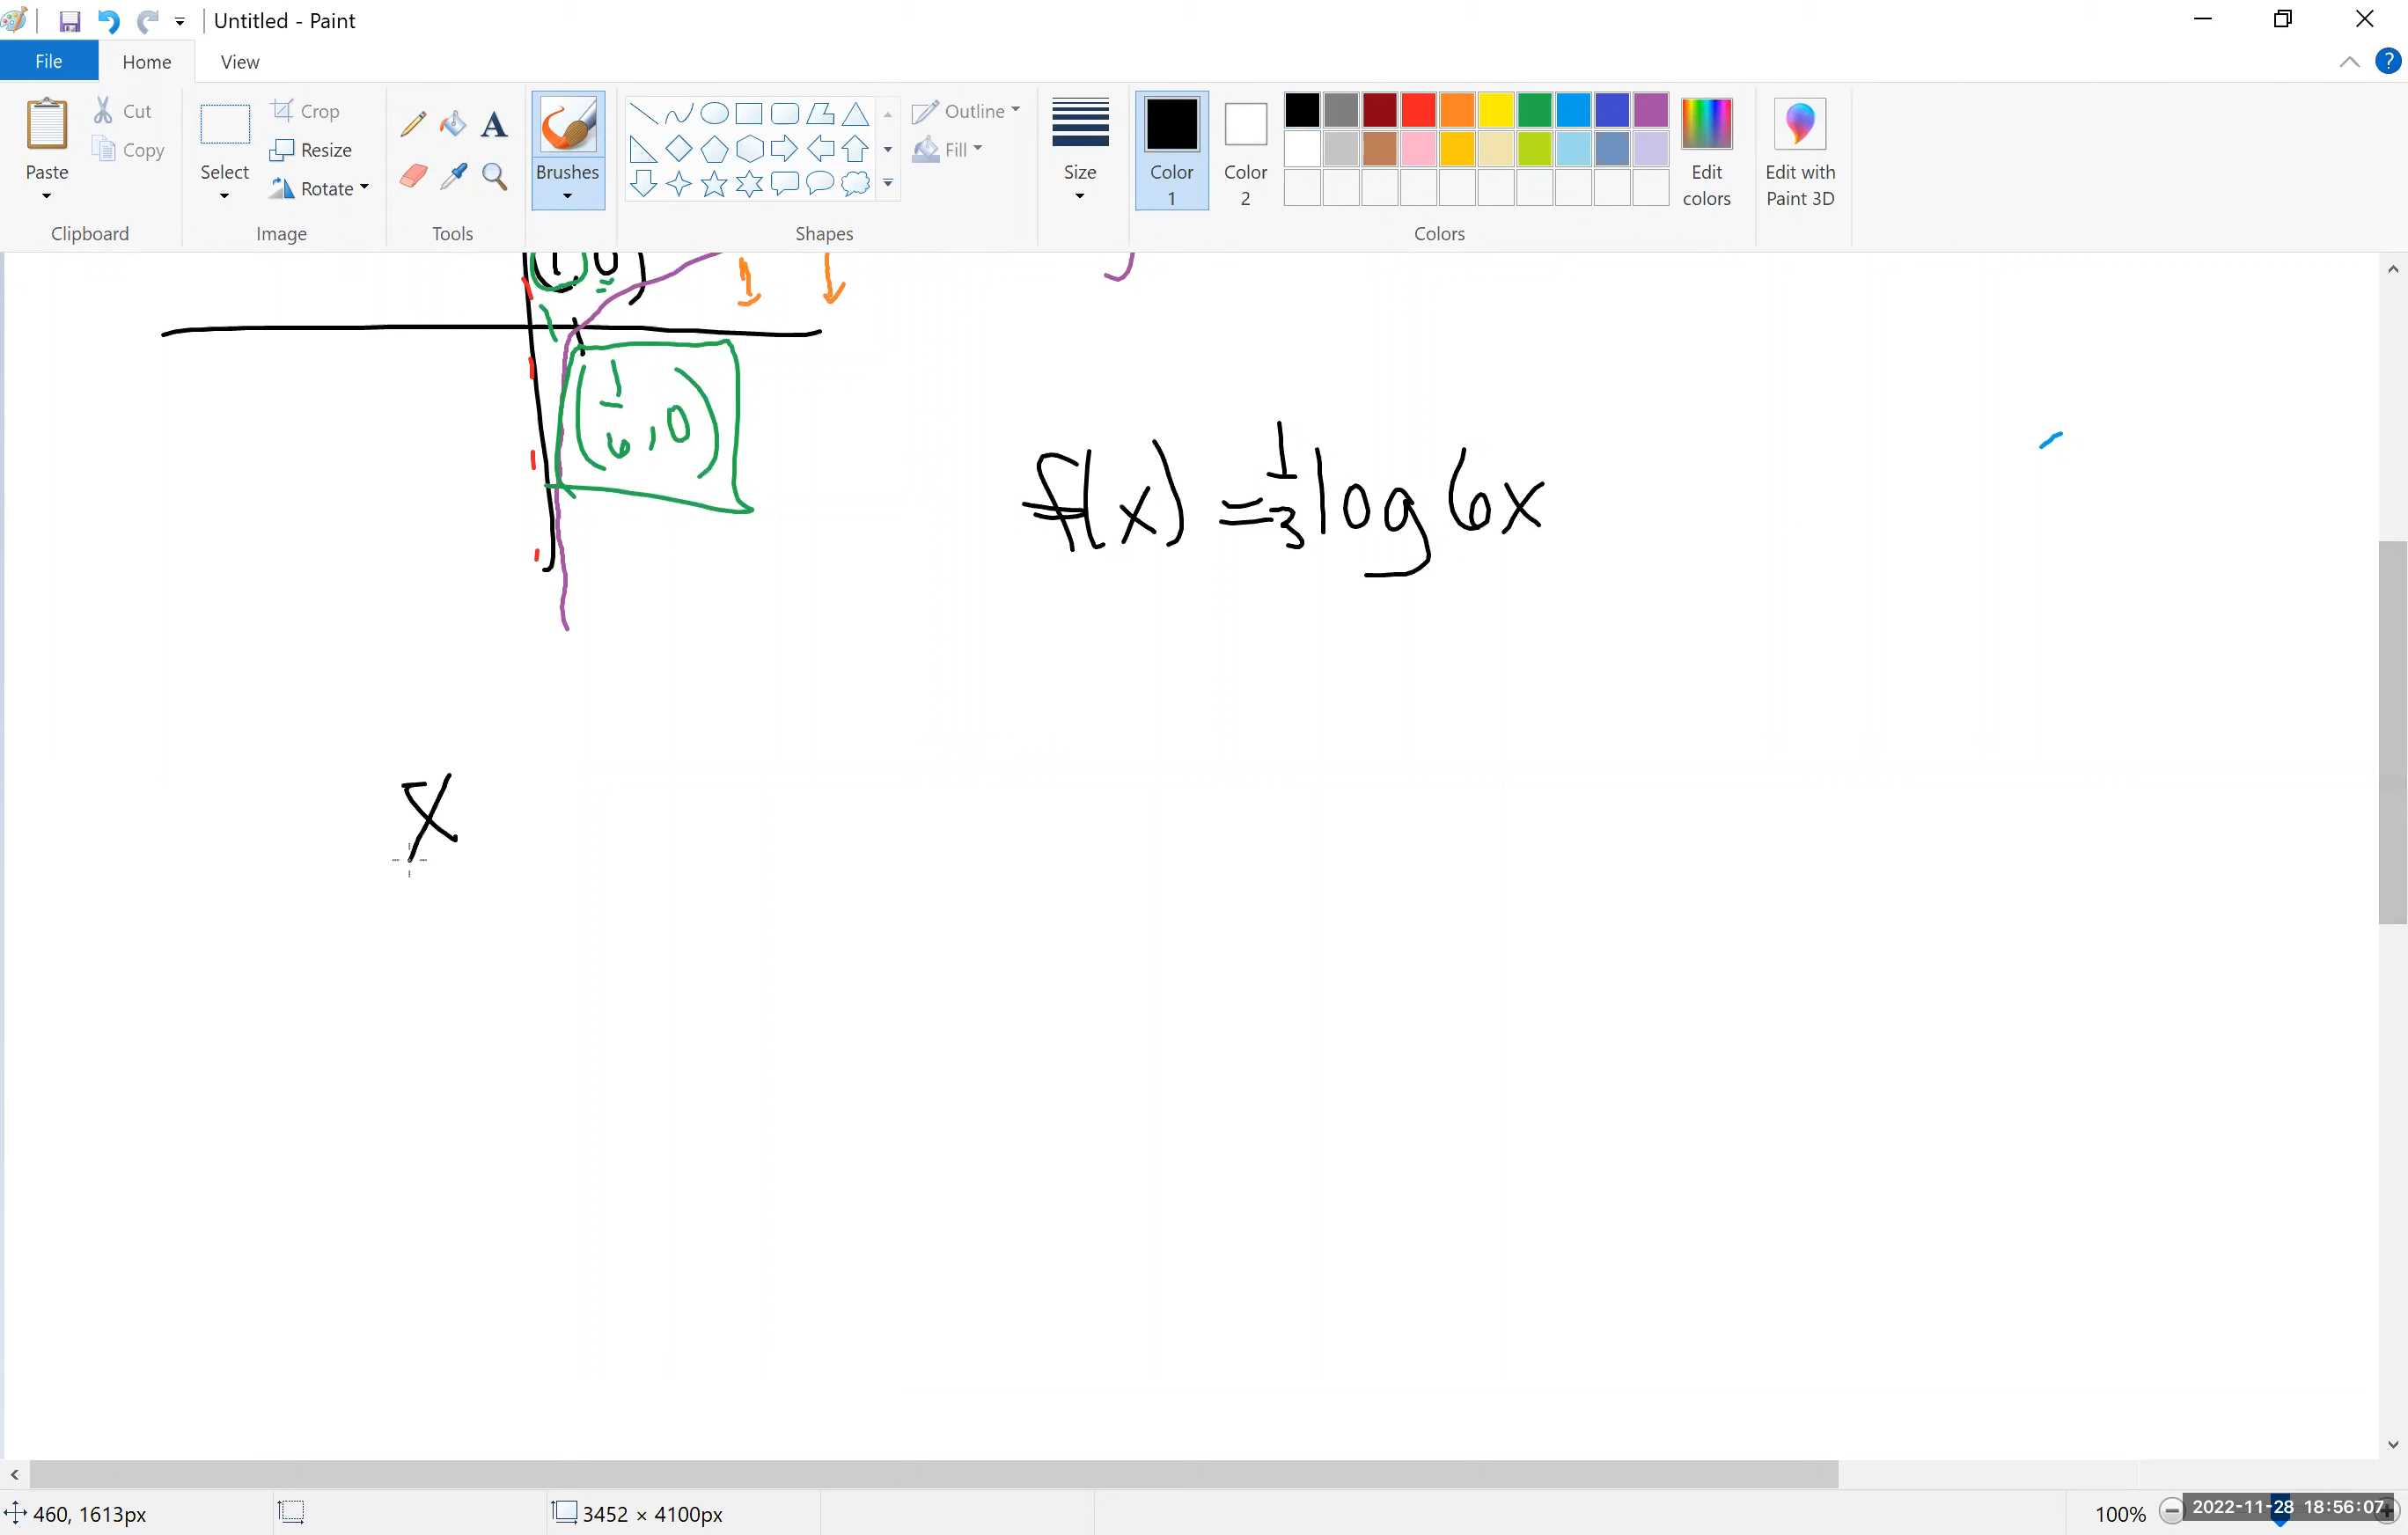 Untitled - Paint
File Home View
Paste Cut Copy Clipboard
Select Crop Resize Rotate Image
Tools
Brushes
Shapes
Outline Fill
Size
Color 1 Color 2
Edit colors
Colors
Edit with Paint 3D
(1, 0)
(1/6, 0)
f(x) = 1/3 log 6x
X
460, 1613px
3452 × 4100px
100%
2022-11-28 18:56:07